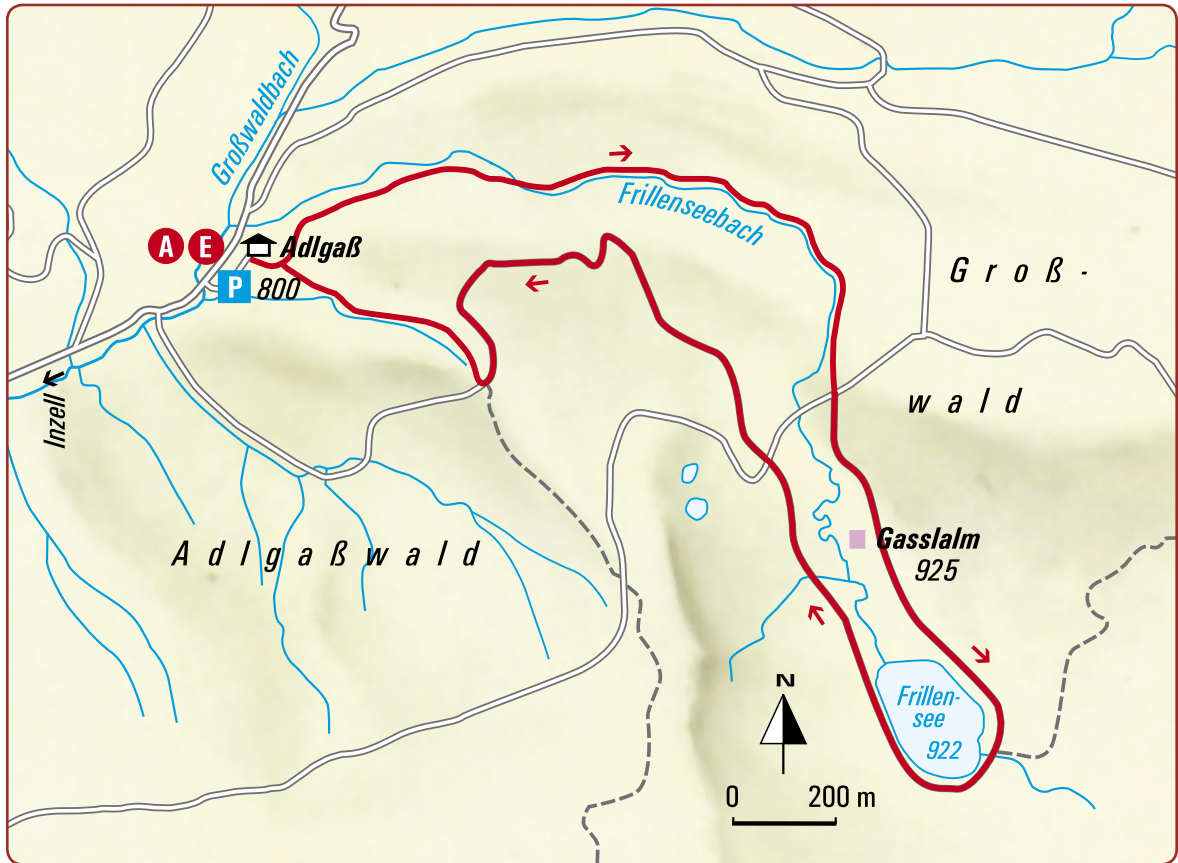 Großwaldbach
Frillenseebach
A E Adlgaß
P 800
G r o ß -
w a l d
Inzell
A d l g a ß w a l d
Gasslalm
925
Frillen-
see
922
N
0 200 m